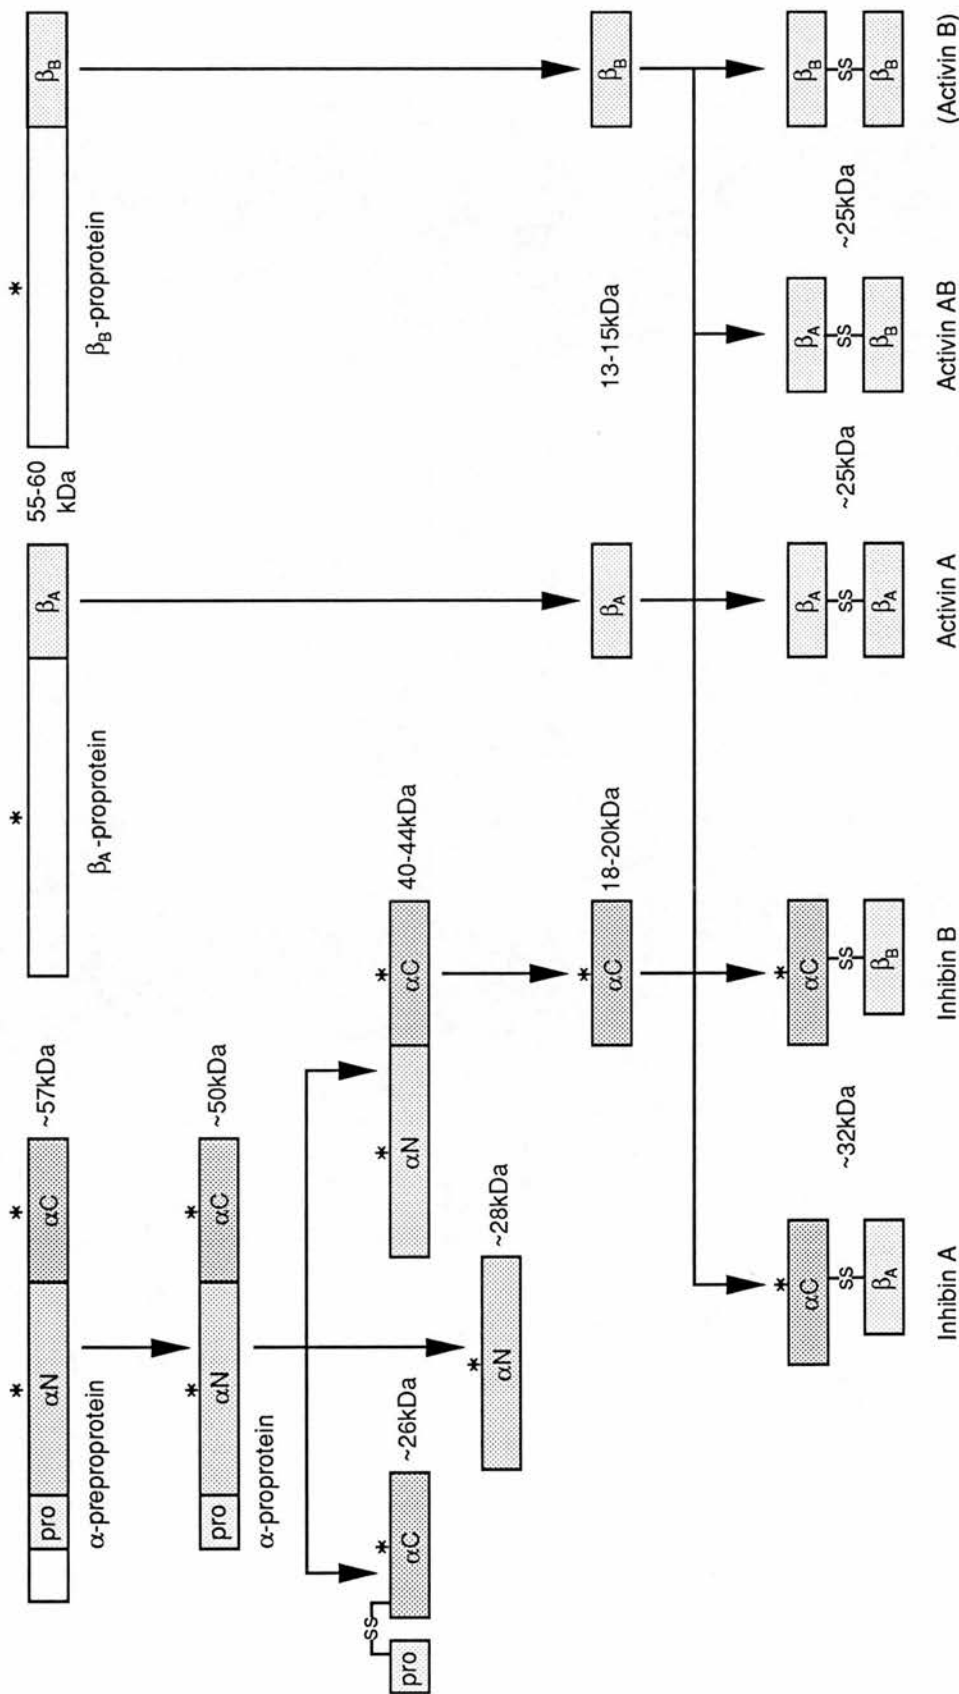 pro
αN
αC
~57kDa
α-preproprotein
βA
55-60
kDa
βA-proprotein
βB
βB-proprotein
pro
αN
αC
~50kDa
α-proprotein
pro
ss
αC
~26kDa
αN
αC
40-44kDa
αN
~28kDa
αC
18-20kDa
βA
13-15kDa
βB
αC
ss
βA
~32kDa
αC
ss
βB
βA
ss
βA
~25kDa
βA
ss
βB
~25kDa
βB
ss
βB
Inhibin A
Inhibin B
Activin A
Activin AB
(Activin B)